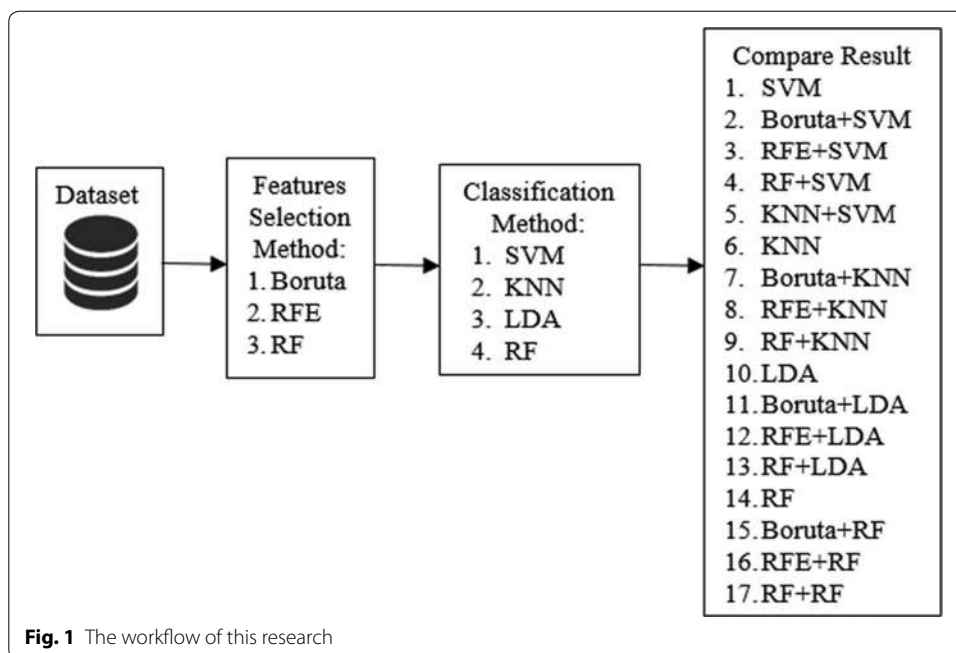 Dataset
Features
Selection
Method:
1. Boruta
2. RFE
3. RF
Classification
Method:
1. SVM
2. KNN
3. LDA
4. RF
Compare Result
1. SVM
2. Boruta+SVM
3. RFE+SVM
4. RF+SVM
5. KNN+SVM
6. KNN
7. Boruta+KNN
8. RFE+KNN
9. RF+KNN
10. LDA
11. Boruta+LDA
12. RFE+LDA
13. RF+LDA
14. RF
15. Boruta+RF
16. RFE+RF
17. RF+RF
Fig. 1 The workflow of this research